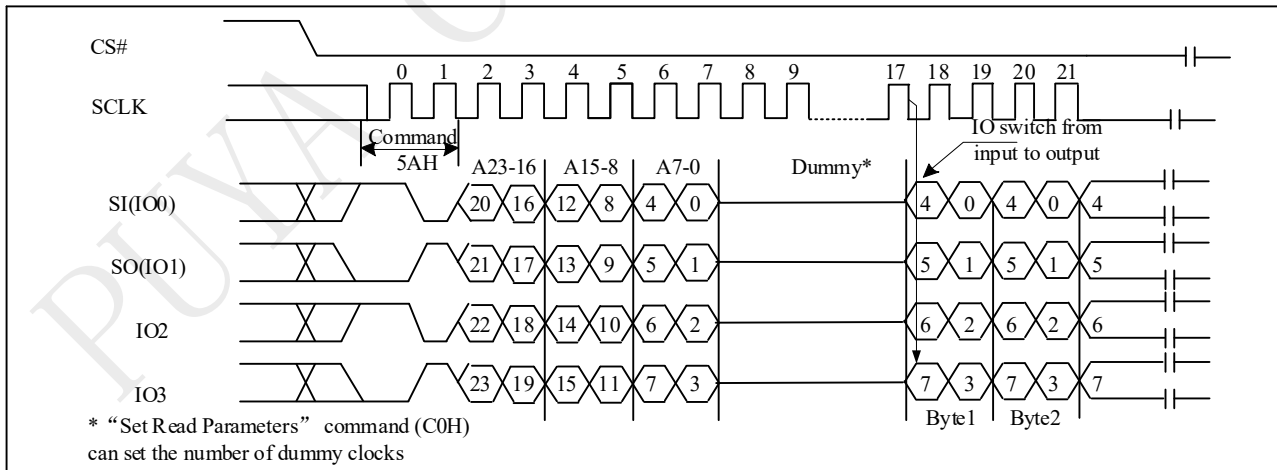 PUYA
CS#
0 1 2 3 4 5 6 7 8 9 17 18 19 20 21
SCLK
Command
5AH
IO switch from
input to output
A23-16 A15-8 A7-0 Dummy*
SI(IO0) 20 16 12 8 4 0 4 0 4 0 4
SO(IO1) 21 17 13 9 5 1 5 1 5 1 5
IO2 22 18 14 10 6 2 6 2 6 2 6
IO3 23 19 15 11 7 3 7 3 7 3 7
Byte1 Byte2
* “Set Read Parameters” command (C0H)
can set the number of dummy clocks